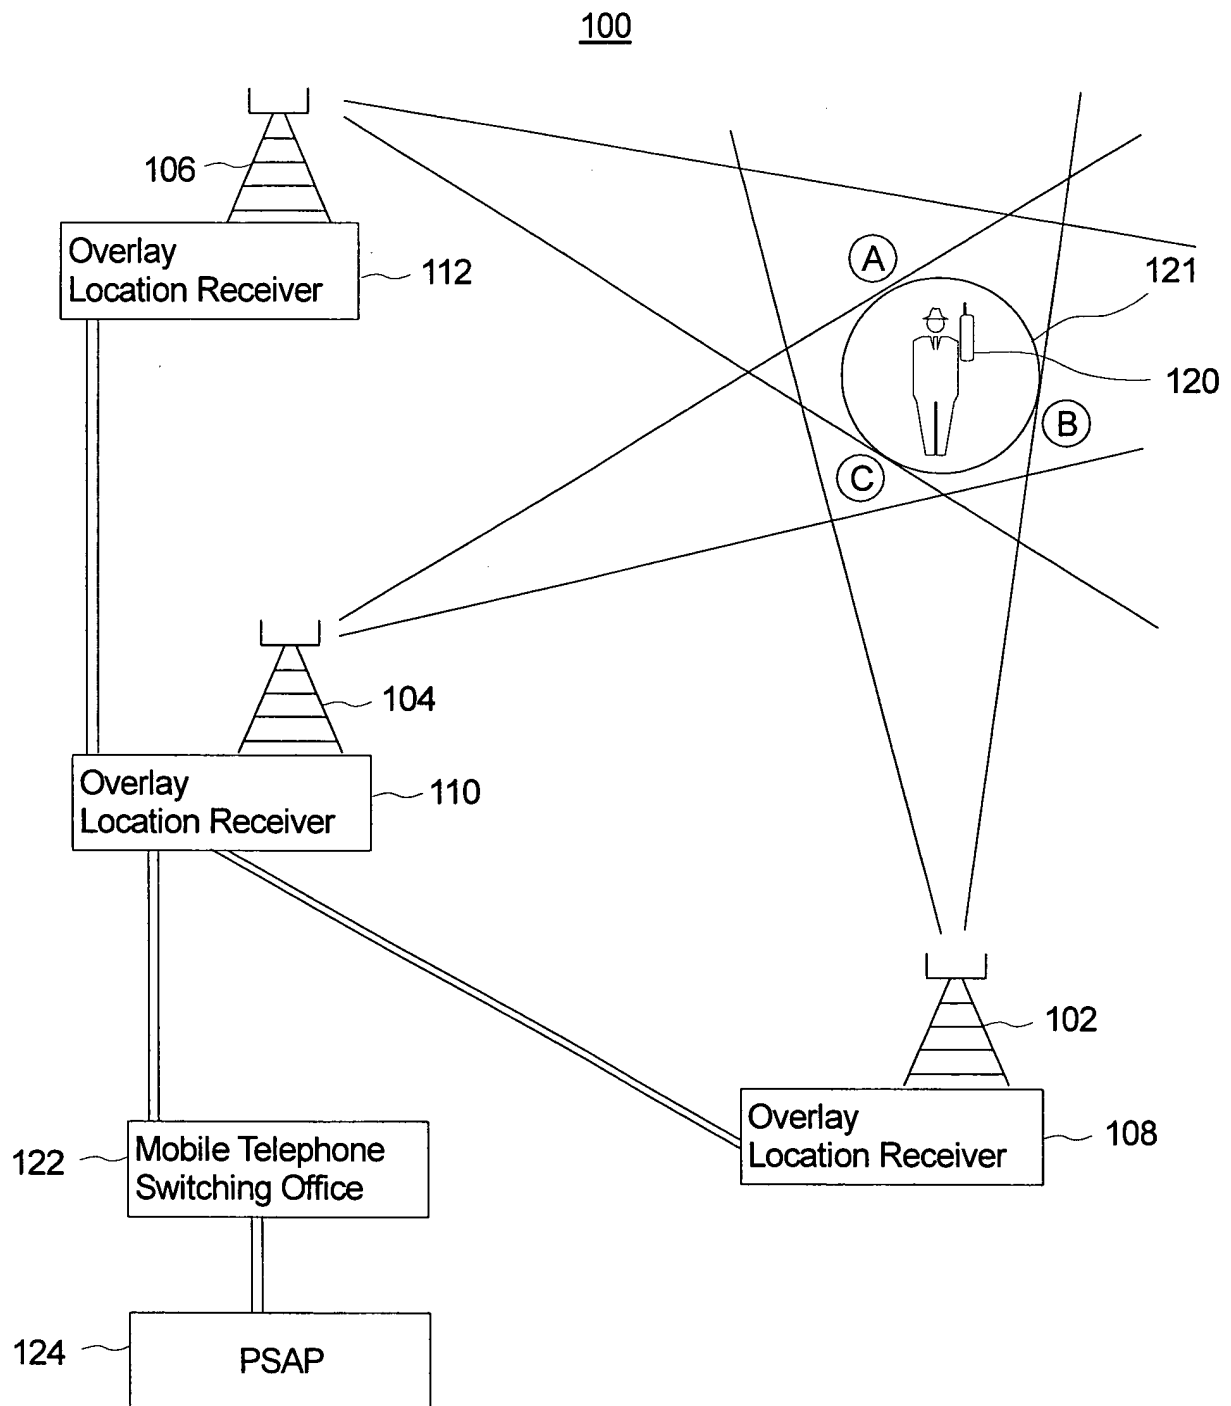 100
106
Overlay
Location Receiver
112
A
121
120
B
C
104
Overlay
Location Receiver
110
102
Overlay
Location Receiver
108
122
Mobile Telephone
Switching Office
124
PSAP